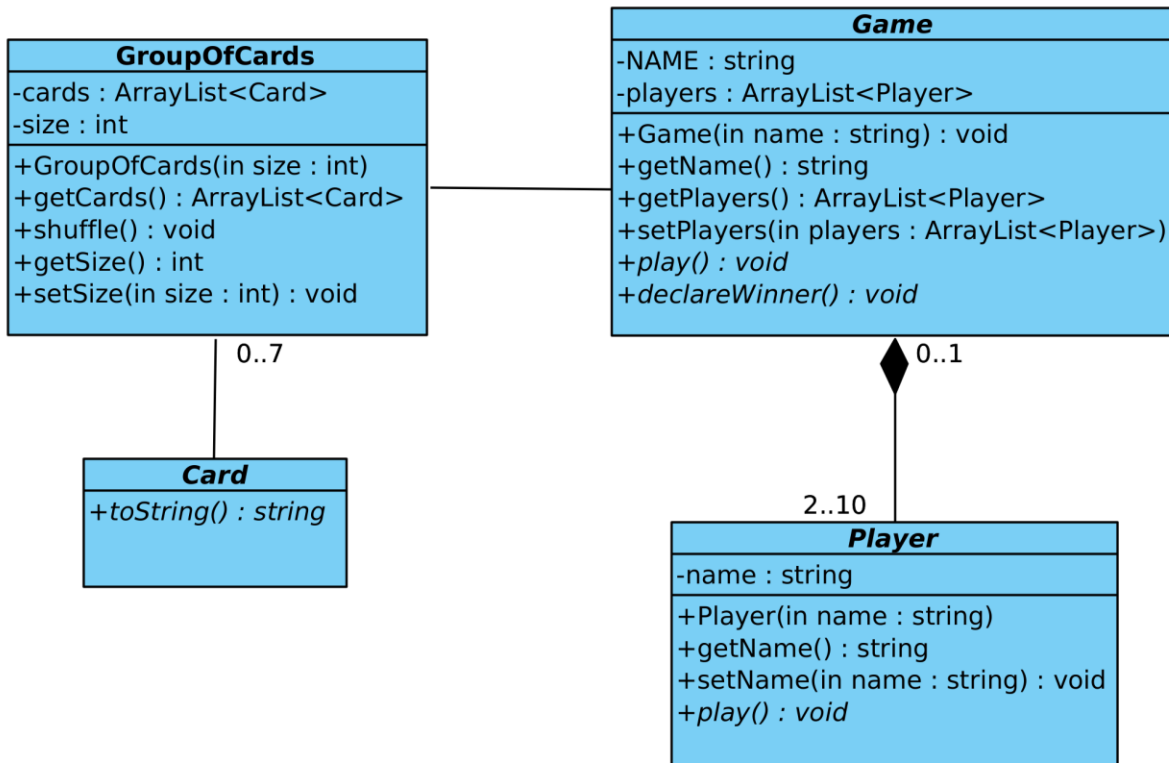 GroupOfCards
-cards : ArrayList<Card>
-size : int
+GroupOfCards(in size : int)
+getCards() : ArrayList<Card>
+shuffle() : void
+getSize() : int
+setSize(in size : int) : void
Game
-NAME : string
-players : ArrayList<Player>
+Game(in name : string) : void
+getName() : string
+getPlayers() : ArrayList<Player>
+setPlayers(in players : ArrayList<Player>)
+play() : void
+declareWinner() : void
0..7
0..1
Card
+toString() : string
2..10
Player
-name : string
+Player(in name : string)
+getName() : string
+setName(in name : string) : void
+play() : void